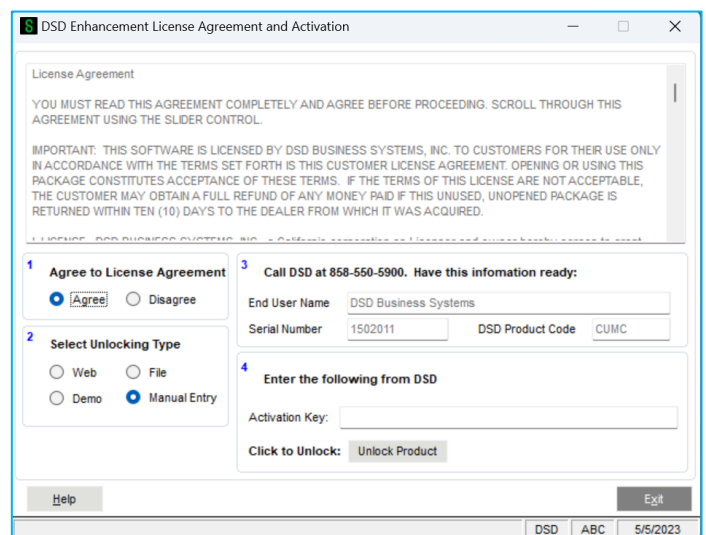 DSD Enhancement License Agreement and Activation
License Agreement
YOU MUST READ THIS AGREEMENT COMPLETELY AND AGREE BEFORE PROCEEDING. SCROLL THROUGH THIS
AGREEMENT USING THE SLIDER CONTROL.
IMPORTANT: THIS SOFTWARE IS LICENSED BY DSD BUSINESS SYSTEMS, INC. TO CUSTOMERS FOR THEIR USE ONLY
IN ACCORDANCE WITH THE TERMS SET FORTH IS THIS CUSTOMER LICENSE AGREEMENT. OPENING OR USING THIS
PACKAGE CONSTITUTES ACCEPTANCE OF THESE TERMS. IF THE TERMS OF THIS LICENSE ARE NOT ACCEPTABLE,
THE CUSTOMER MAY OBTAIN A FULL REFUND OF ANY MONEY PAID IF THIS UNUSED, UNOPENED PACKAGE IS
RETURNED WITHIN TEN (10) DAYS TO THE DEALER FROM WHICH IT WAS ACQUIRED.
1 Agree to License Agreement
Agree Disagree
2 Select Unlocking Type
Web File
Demo Manual Entry
3 Call DSD at 858-550-5900. Have this infomation ready:
End User Name DSD Business Systems
Serial Number 1502011 DSD Product Code CUMC
4 Enter the following from DSD
Activation Key:
Click to Unlock: Unlock Product
Help Exit
DSD ABC 5/5/2023